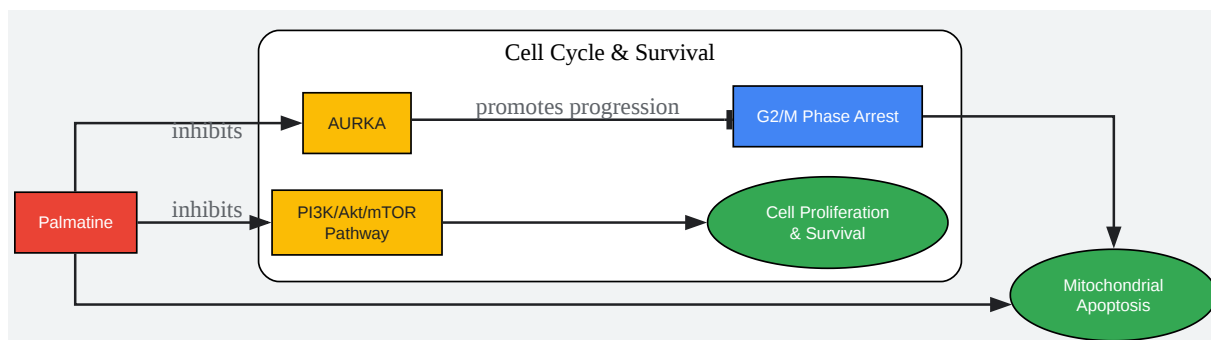 Cell Cycle & Survival
promotes progression
AURKA
G2/M Phase Arrest
inhibits
Palmatine
inhibits
PI3K/Akt/mTOR
Pathway
Cell Proliferation
& Survival
Mitochondrial
Apoptosis